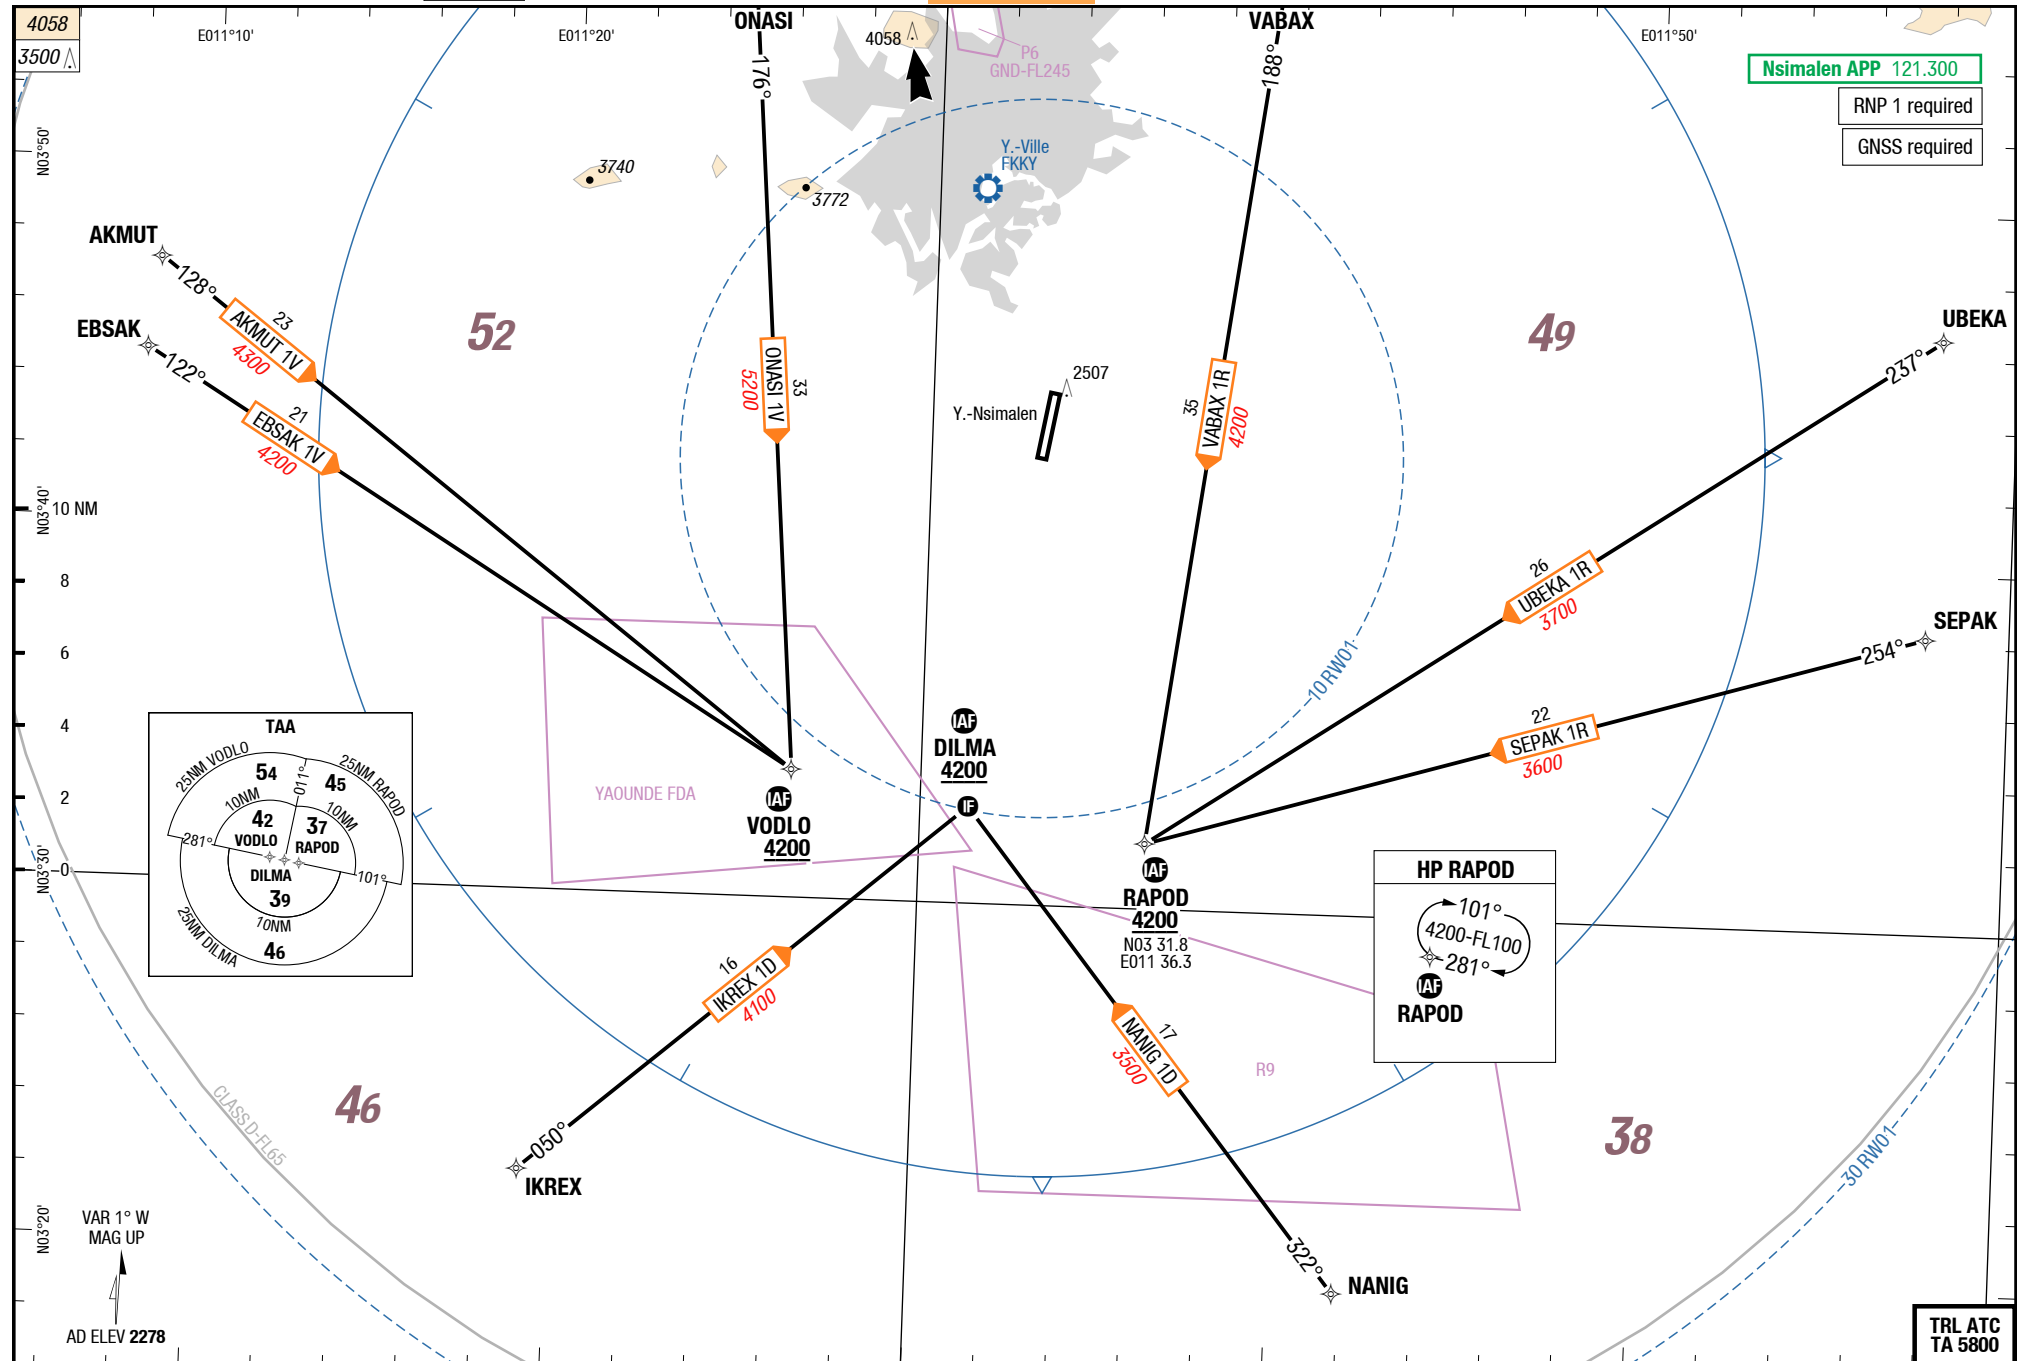 4058
3500
E011°10'
E011°20'
ONASI
4058
P6
GND-FL245
VABAX
E011°50'
Nsimalen APP 121.300
RNP 1 required
GNSS required
176°
188°
N03°50'
3740
3772
Y.-Ville
FKKY
AKMUT
128°
EBSAK
122°
23
AKMUT 1V
4300
21
EBSAK 1V
4200
52
ONASI 1V
33
5200
2507
Y.-Nsimalen
35
VABAX 1R
4200
49
UBEKA
237°
N03°40'
10 NM
8
6
4
2
0
26
UBEKA 1R
3700
SEPAK
254°
22
SEPAK 1R
3600
10 RW01
TAA
25NM VODLO
25NM RAPOD
54
011°
45
10NM
10NM
42
VODLO
37
RAPOD
281°
DILMA
101°
39
10NM
25NM DILMA
46
YAOUNDE FDA
IAF
VODLO
4200
IAF
DILMA
4200
IF
IAF
RAPOD
4200
N03 31.8
E011 36.3
HP RAPOD
101°
4200-FL100
281°
IAF
RAPOD
N03°30'
16
IKREX 1D
4100
17
NANIG 1D
3500
R9
46
38
CLASS D-FL65
050°
IKREX
322°
NANIG
30 RW01
N03°20'
VAR 1° W
MAG UP
AD ELEV 2278
TRL ATC
TA 5800